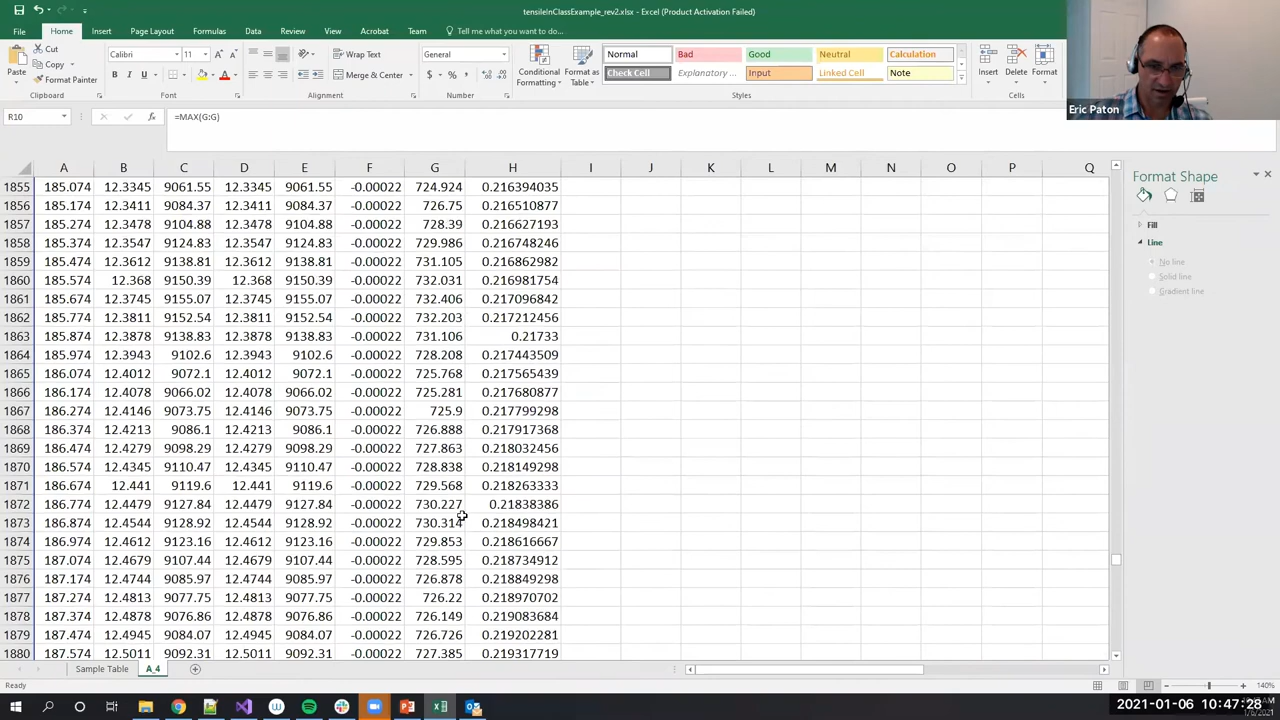 tensileInClassExample_rev2.xlsx - Excel (Product Activation Failed)
File Home Insert Page Layout Formulas Data Review View Acrobat Team Tell me what you want to do...
Paste Cut Copy Format Painter Clipboard
Calibri 11 Font
Wrap Text Merge & Center Alignment
General Number
Conditional Formatting Format as Table
Normal Bad Good Neutral Calculation
Check Cell Explanatory ... Input Linked Cell Note
Styles
Insert Delete Format Cells
Eric Paton
R10 =MAX(G:G)
A B C D E F G H I J K L M N O P Q
1855 185.074 12.3345 9061.55 12.3345 9061.55 -0.00022 724.924 0.216394035
1856 185.174 12.3411 9084.37 12.3411 9084.37 -0.00022 726.75 0.216510877
1857 185.274 12.3478 9104.88 12.3478 9104.88 -0.00022 728.39 0.216627193
1858 185.374 12.3547 9124.83 12.3547 9124.83 -0.00022 729.986 0.216748246
1859 185.474 12.3612 9138.81 12.3612 9138.81 -0.00022 731.105 0.216862982
1860 185.574 12.368 9150.39 12.368 9150.39 -0.00022 732.031 0.216981754
1861 185.674 12.3745 9155.07 12.3745 9155.07 -0.00022 732.406 0.217096842
1862 185.774 12.3811 9152.54 12.3811 9152.54 -0.00022 732.203 0.217212456
1863 185.874 12.3878 9138.83 12.3878 9138.83 -0.00022 731.106 0.21733
1864 185.974 12.3943 9102.6 12.3943 9102.6 -0.00022 728.208 0.217443509
1865 186.074 12.4012 9072.1 12.4012 9072.1 -0.00022 725.768 0.217565439
1866 186.174 12.4078 9066.02 12.4078 9066.02 -0.00022 725.281 0.217680877
1867 186.274 12.4146 9073.75 12.4146 9073.75 -0.00022 725.9 0.217799298
1868 186.374 12.4213 9086.1 12.4213 9086.1 -0.00022 726.888 0.217917368
1869 186.474 12.4279 9098.29 12.4279 9098.29 -0.00022 727.863 0.218032456
1870 186.574 12.4345 9110.47 12.4345 9110.47 -0.00022 728.838 0.218149298
1871 186.674 12.441 9119.6 12.441 9119.6 -0.00022 729.568 0.218263333
1872 186.774 12.4479 9127.84 12.4479 9127.84 -0.00022 730.227 0.21838386
1873 186.874 12.4544 9128.92 12.4544 9128.92 -0.00022 730.314 0.218498421
1874 186.974 12.4612 9123.16 12.4612 9123.16 -0.00022 729.853 0.218616667
1875 187.074 12.4679 9107.44 12.4679 9107.44 -0.00022 728.595 0.218734912
1876 187.174 12.4744 9085.97 12.4744 9085.97 -0.00022 726.878 0.218849298
1877 187.274 12.4813 9077.75 12.4813 9077.75 -0.00022 726.22 0.218970702
1878 187.374 12.4878 9076.86 12.4878 9076.86 -0.00022 726.149 0.219083684
1879 187.474 12.4945 9084.07 12.4945 9084.07 -0.00022 726.726 0.219202281
1880 187.574 12.5011 9092.31 12.5011 9092.31 -0.00022 727.385 0.219317719
Format Shape
Fill
Line
No line
Solid line
Gradient line
Sample Table A_4
Ready 140%
2021-01-06 10:47:28